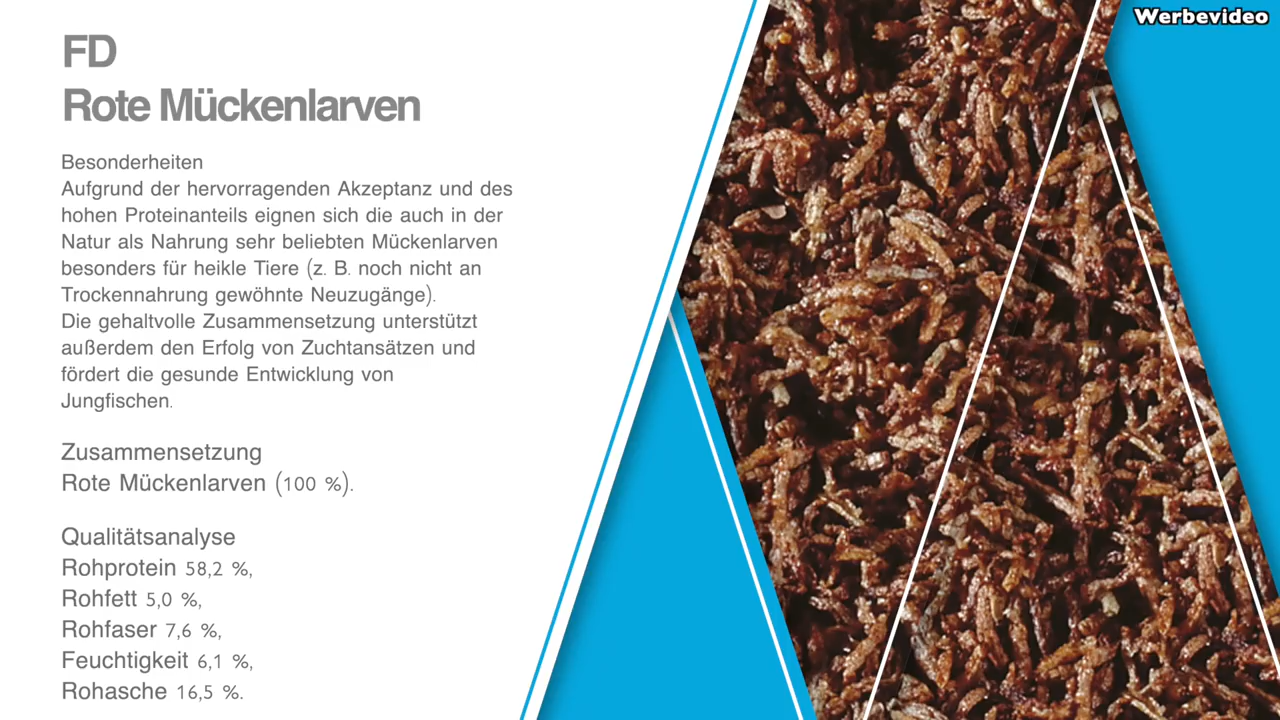 Werbevideo
FD
Rote Mückenlarven
Besonderheiten
Aufgrund der hervorragenden Akzeptanz und des
hohen Proteinanteils eignen sich die auch in der
Natur als Nahrung sehr beliebten Mückenlarven
besonders für heikle Tiere (z. B. noch nicht an
Trockennahrung gewöhnte Neuzugänge).
Die gehaltvolle Zusammensetzung unterstützt
außerdem den Erfolg von Zuchtansätzen und
fördert die gesunde Entwicklung von
Jungfischen.
Zusammensetzung
Rote Mückenlarven (100 %).
Qualitätsanalyse
Rohprotein 58,2 %,
Rohfett 5,0 %,
Rohfaser 7,6 %,
Feuchtigkeit 6,1 %,
Rohasche 16,5 %.